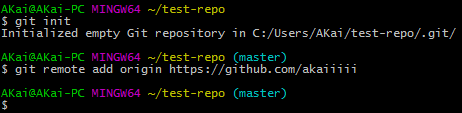 AKai@AKai-PC MINGW64 ~/test-repo
$ git init
Initialized empty Git repository in C:/Users/AKai/test-repo/.git/
AKai@AKai-PC MINGW64 ~/test-repo (master)
$ git remote add origin https://github.com/akaiiiii
AKai@AKai-PC MINGW64 ~/test-repo (master)
$